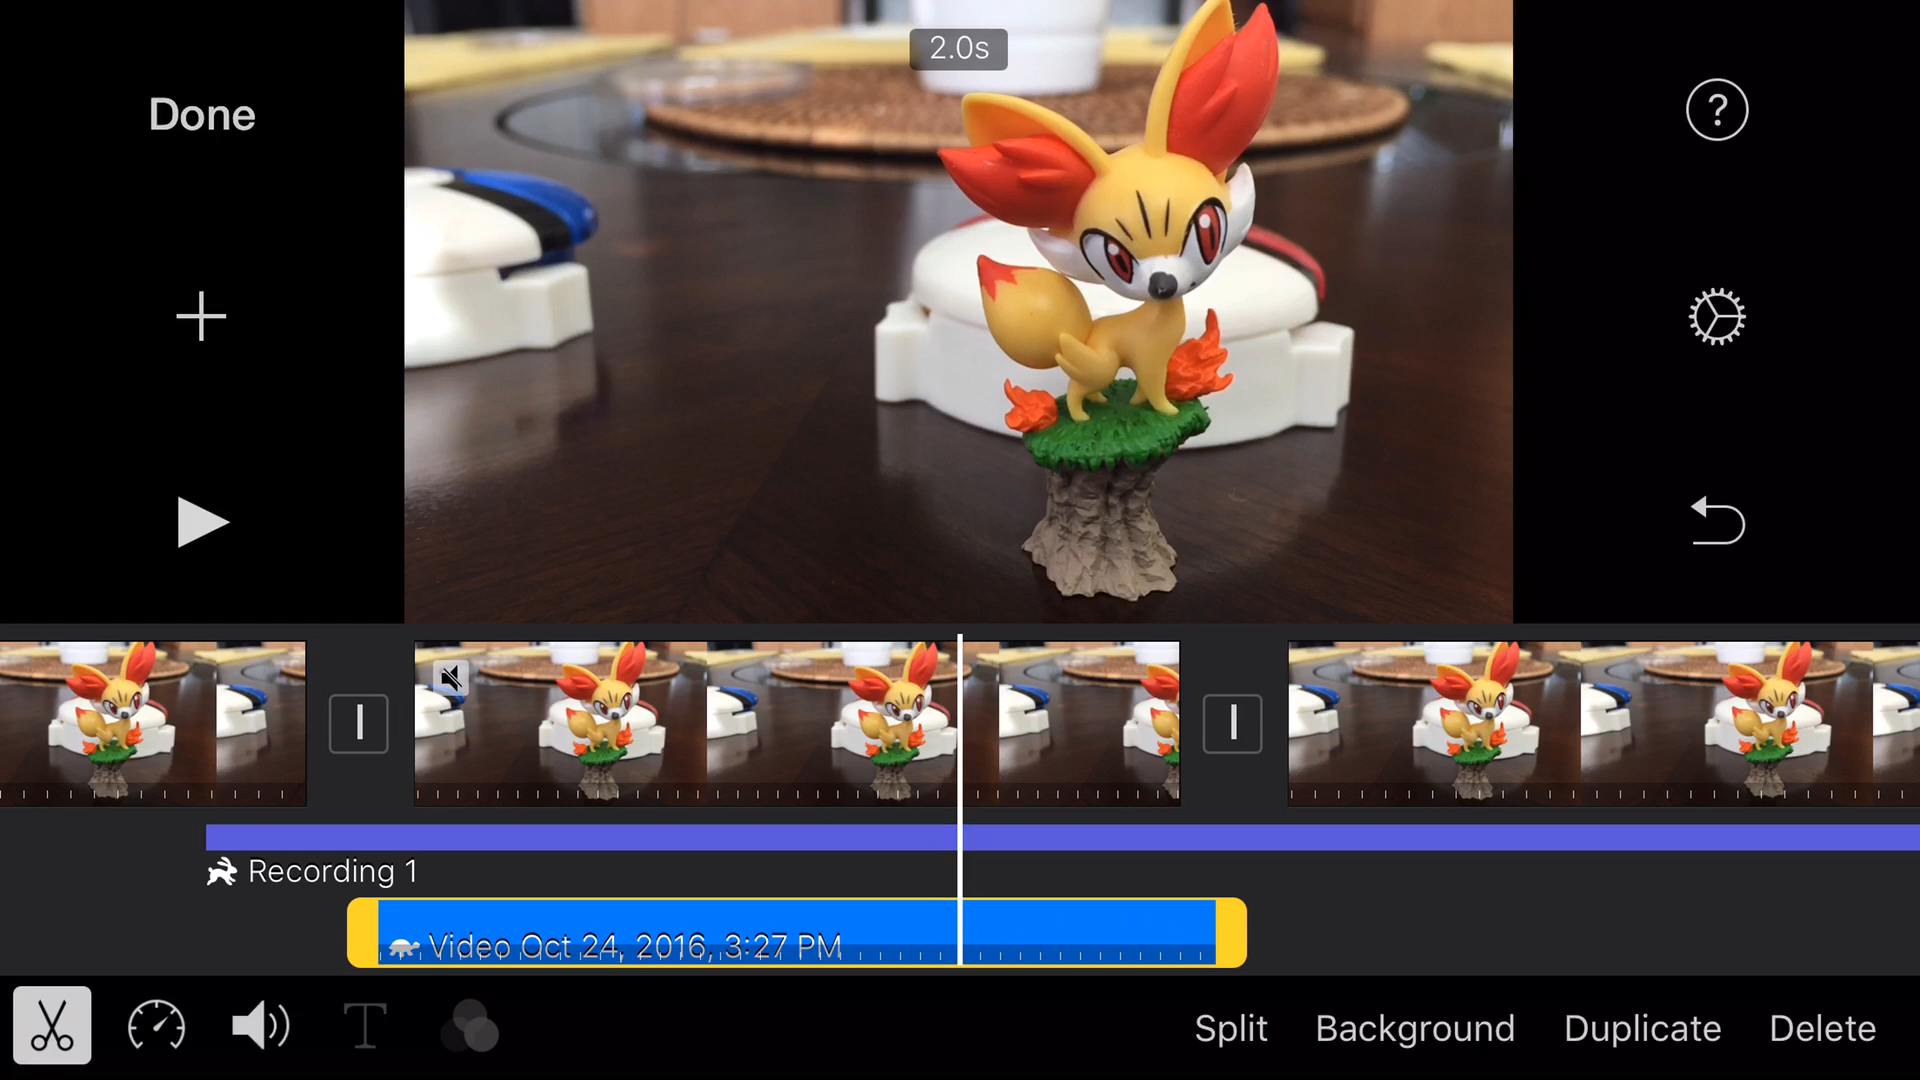 2.0s
Done
?
Recording 1
Video Oct 24, 2016, 3:27 PM
T
Split
Background
Duplicate
Delete